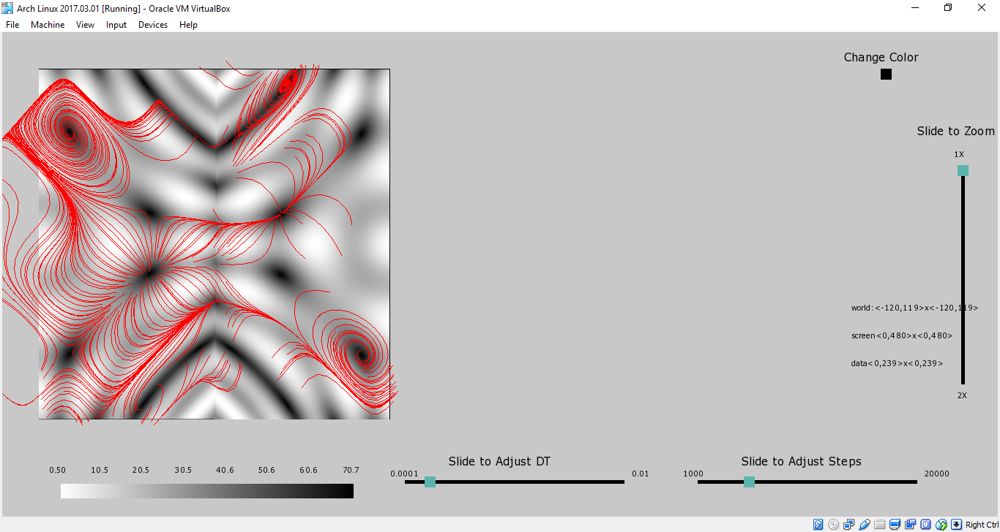 Arch Linux 2017.03.01 [Running] - Oracle VM VirtualBox
File Machine View Input Devices Help
Change Color
Slide to Zoom
1X
world: <-120,119>x<-120,119>
screen<0,480>x<0,480>
data<0,239>x<0,239>
2X
Slide to Adjust DT
Slide to Adjust Steps
0.50 10.5 20.5 30.5 40.6 50.6 60.6 70.7
0.0001 0.01
1000 20000
Right Ctrl